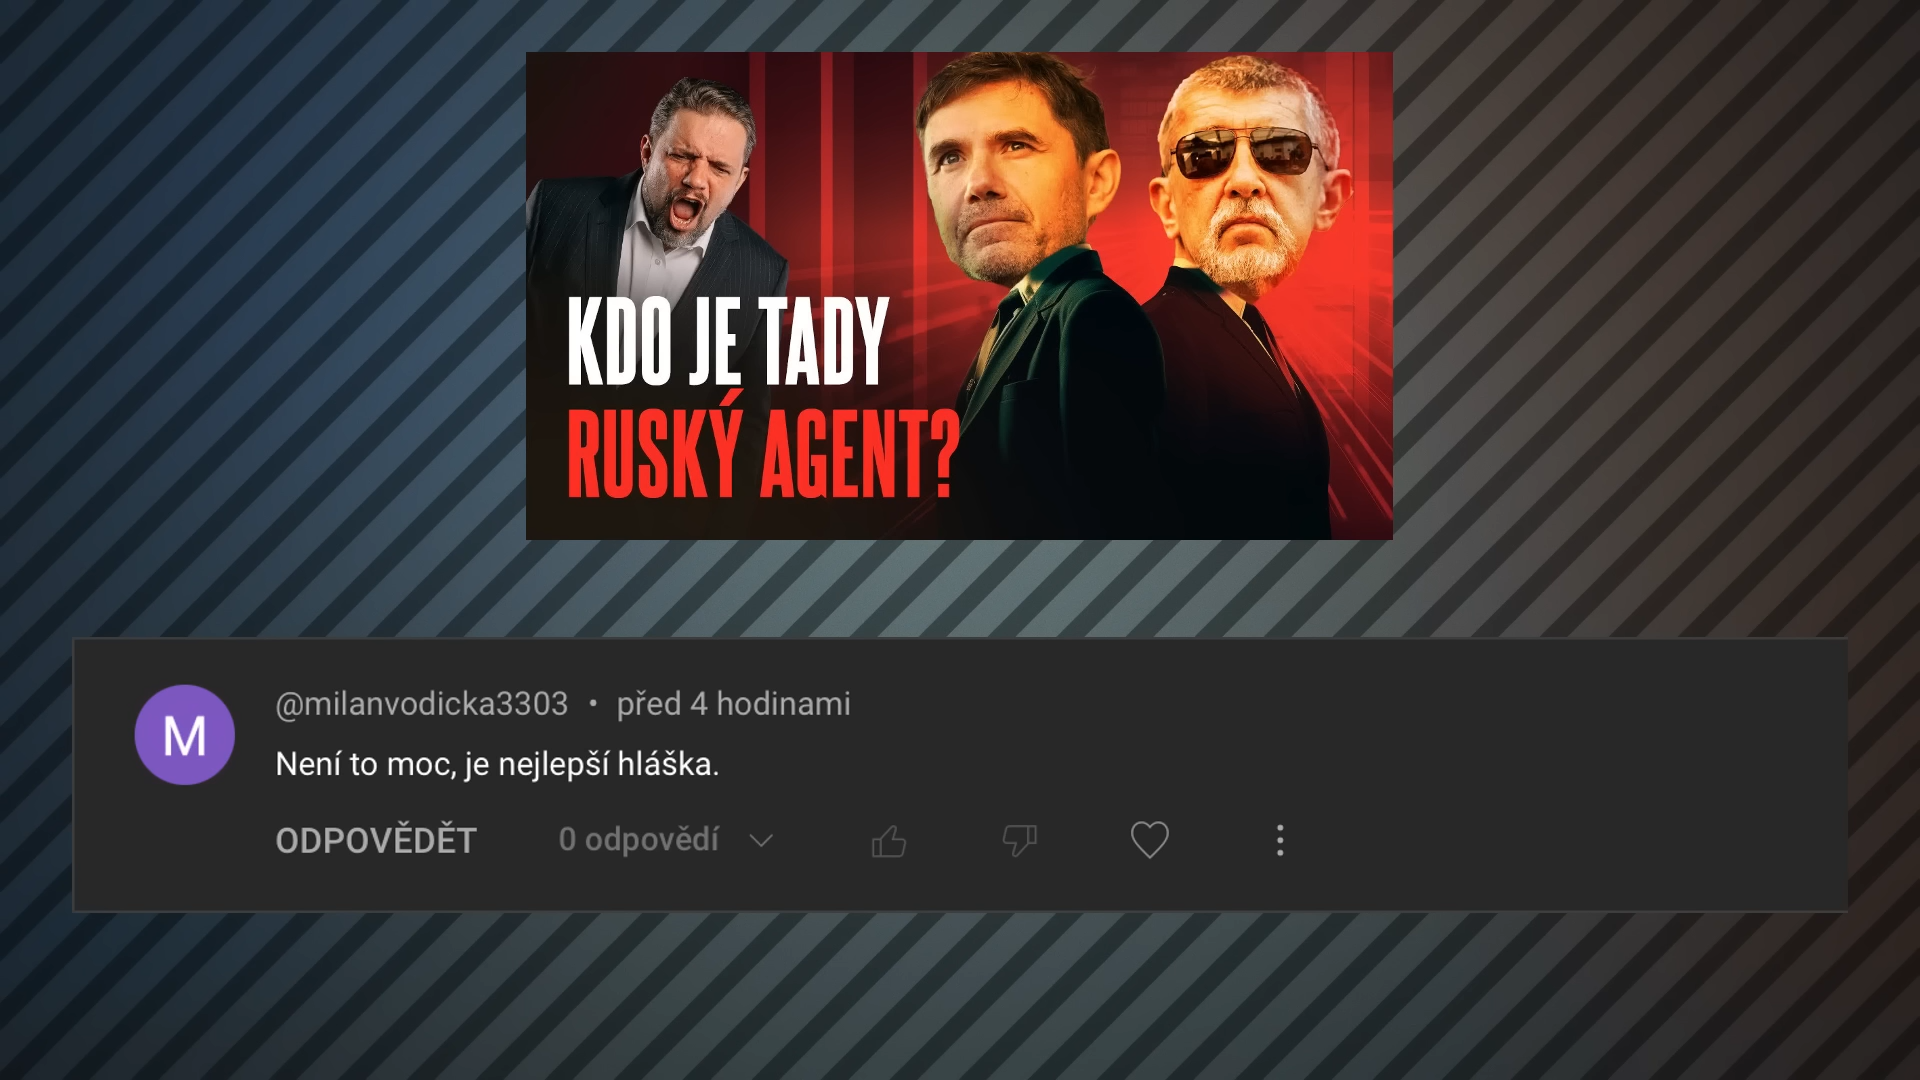 KDO JE TADY
RUSKÝ AGENT?
M
@milanvodicka3303 • před 4 hodinami
Není to moc, je nejlepší hláška.
ODPOVĚDĚT 0 odpovědí